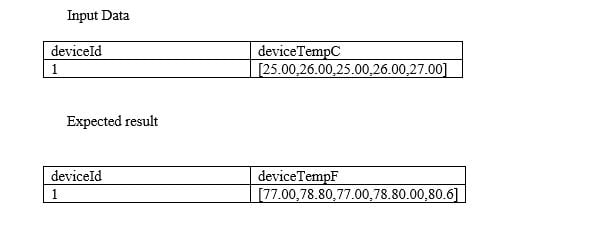 Input Data
deviceId deviceTempC
1 [25.00,26.00,25.00,26.00,27.00]
Expected result
deviceId deviceTempF
1 [77.00,78.80,77.00,78.80.00,80.6]